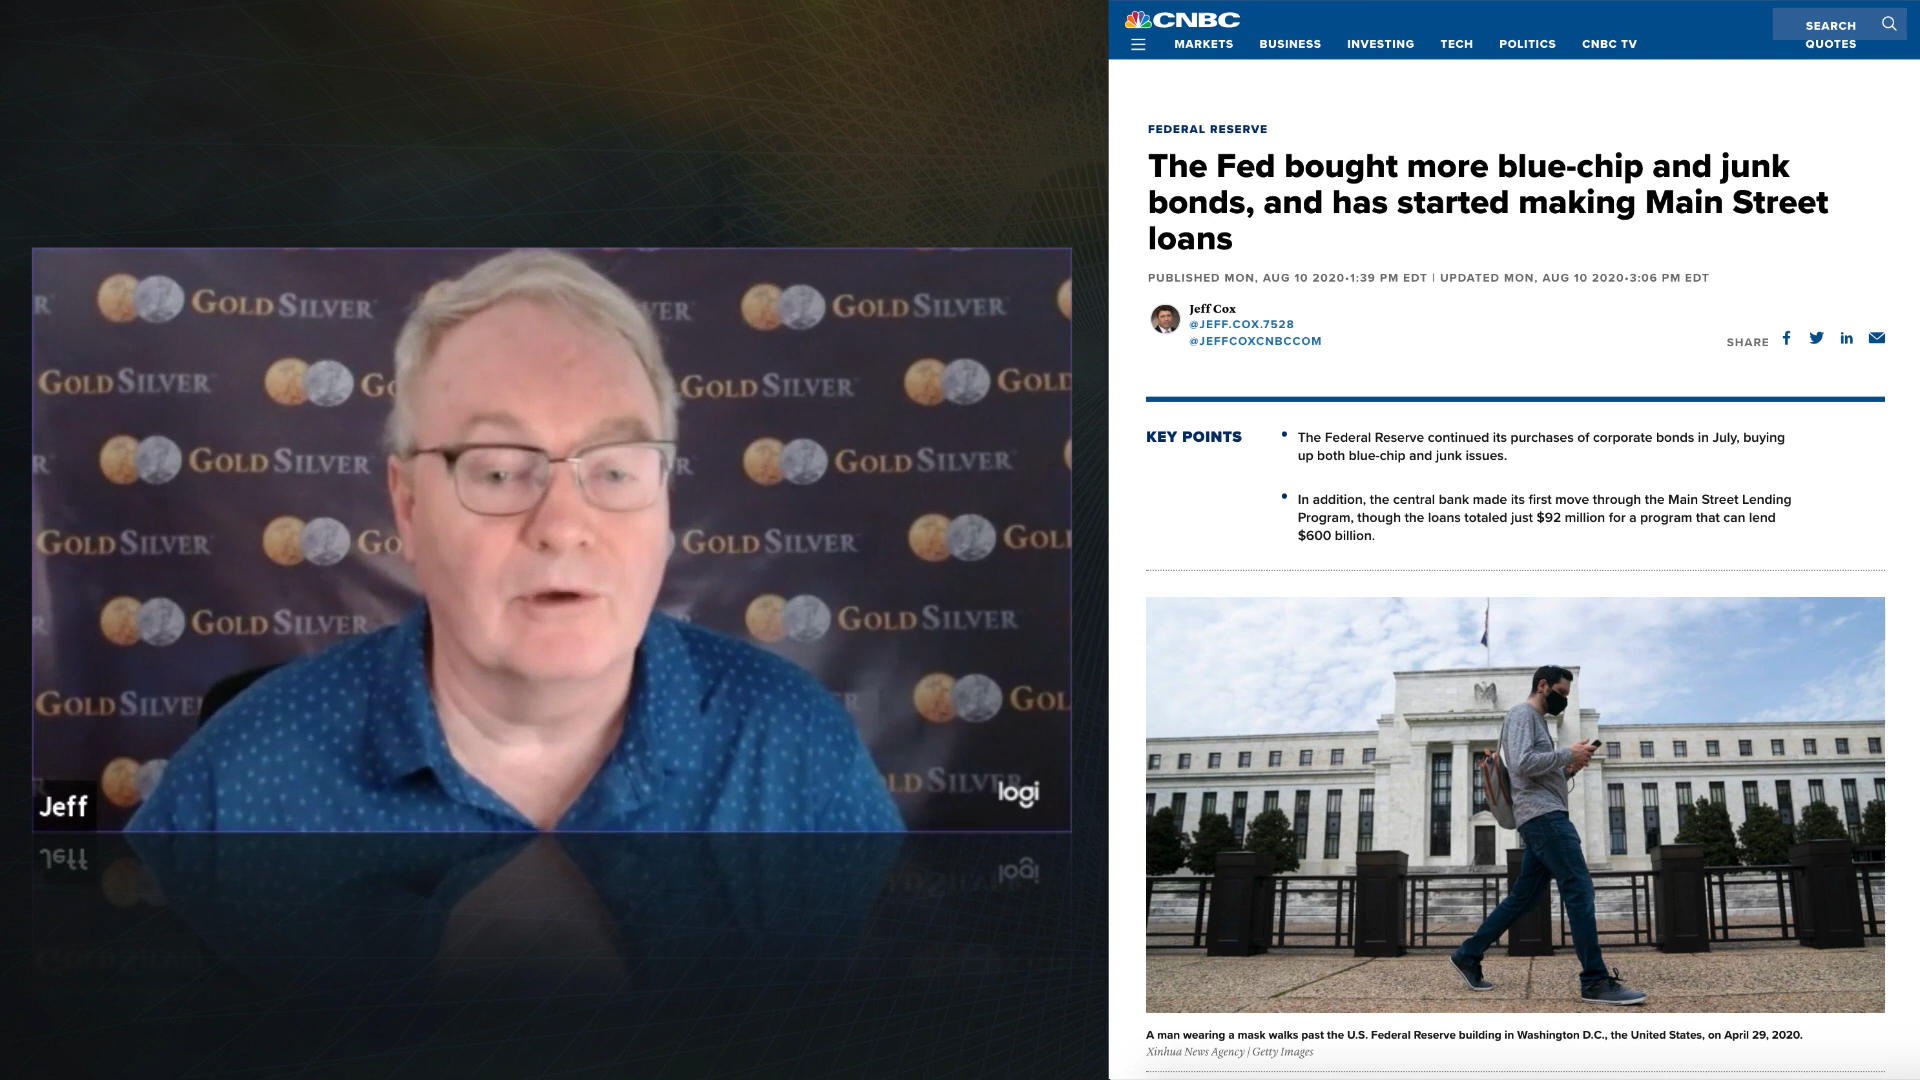 GOLD SILVER
GOLD SILVER
GOLD SILVER
GOLD SILVER
GOLD
GOLD SILVER
GOLD SILVER
GOLD SILVER
GOLD SILVER
GOLD SILVER
GOLD SILVER
Jeff
logi
CNBC
MARKETS BUSINESS INVESTING TECH POLITICS CNBC TV
SEARCH
QUOTES
FEDERAL RESERVE
The Fed bought more blue-chip and junk
bonds, and has started making Main Street
loans
PUBLISHED MON, AUG 10 2020•1:39 PM EDT | UPDATED MON, AUG 10 2020•3:06 PM EDT
Jeff Cox
@JEFF.COX.7528
@JEFFCOXCNBCCOM
SHARE
KEY POINTS
• The Federal Reserve continued its purchases of corporate bonds in July, buying
up both blue-chip and junk issues.
• In addition, the central bank made its first move through the Main Street Lending
Program, though the loans totaled just $92 million for a program that can lend
$600 billion.
A man wearing a mask walks past the U.S. Federal Reserve building in Washington D.C., the United States, on April 29, 2020.
Xinhua News Agency | Getty Images